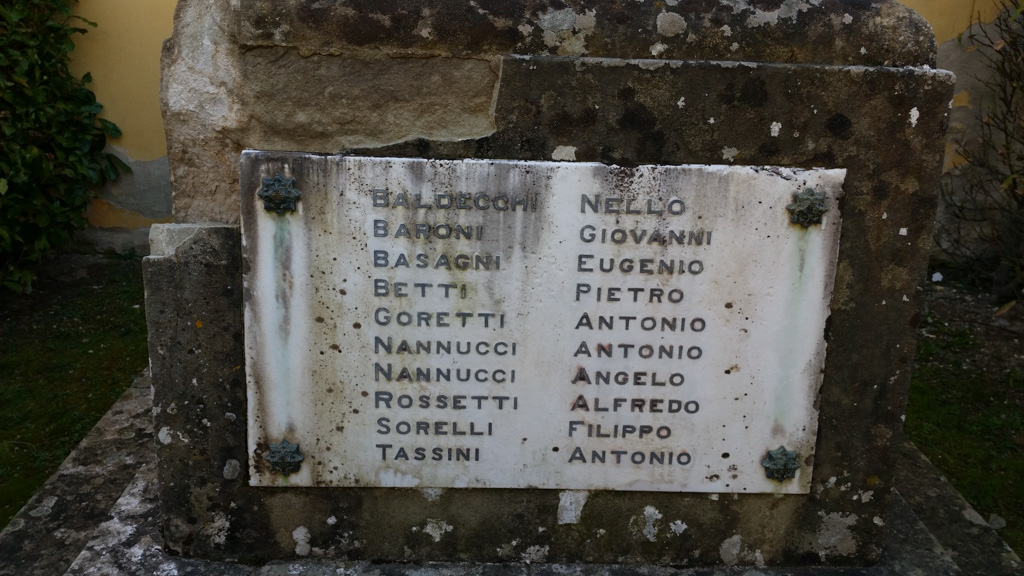 BALDECCHI NELLO
BARONI GIOVANNI
BASAGNI EUGENIO
BETTI PIETRO
GORETTI ANTONIO
NANNUCCI ANTONIO
NANNUCCI ANGELO
ROSSETTI ALFREDO
SORELLI FILIPPO
TASSINI ANTONIO